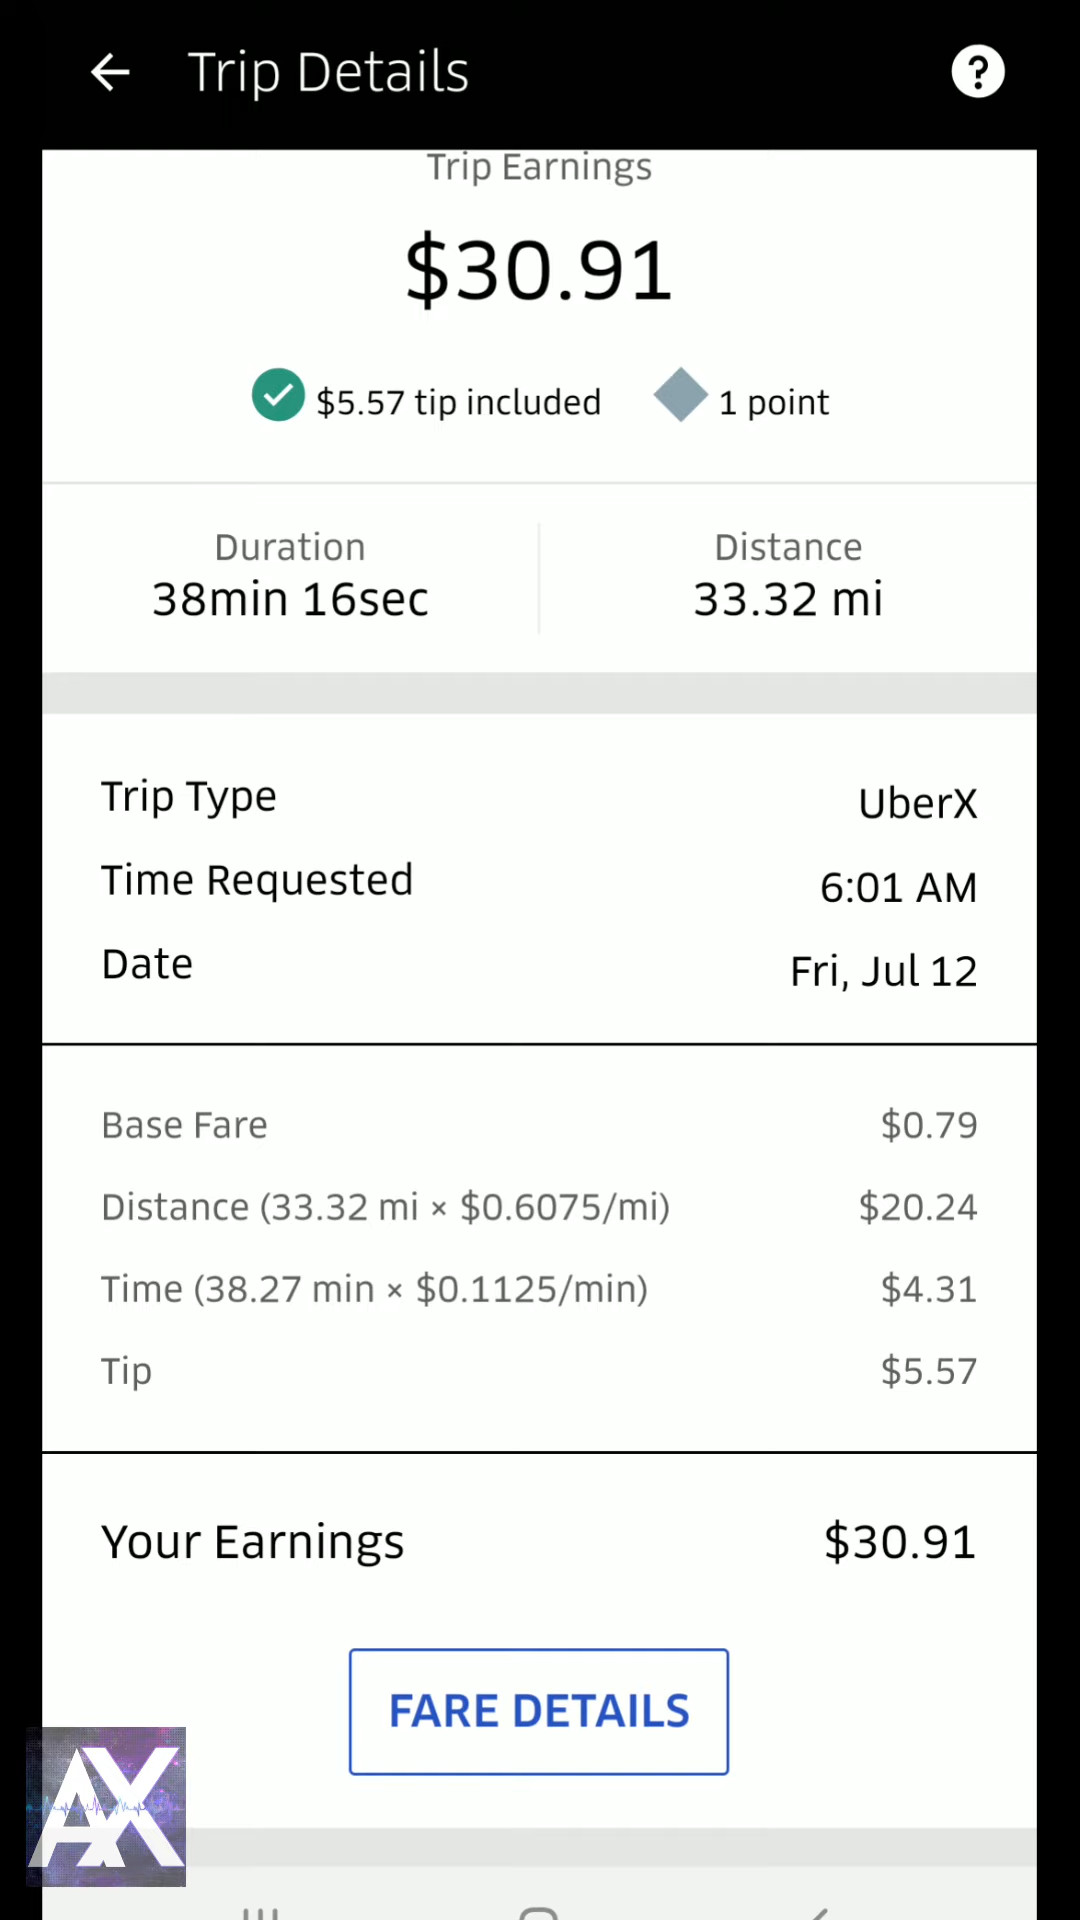 Trip Details
?
Trip Earnings
$30.91
$5.57 tip included
1 point
Duration
Distance
38min 16sec
33.32 mi
Trip Type
UberX
Time Requested
6:01 AM
Date
Fri, Jul 12
Base Fare
$0.79
Distance (33.32 mi × $0.6075/mi)
$20.24
Time (38.27 min × $0.1125/min)
$4.31
Tip
$5.57
Your Earnings
$30.91
FARE DETAILS
AX